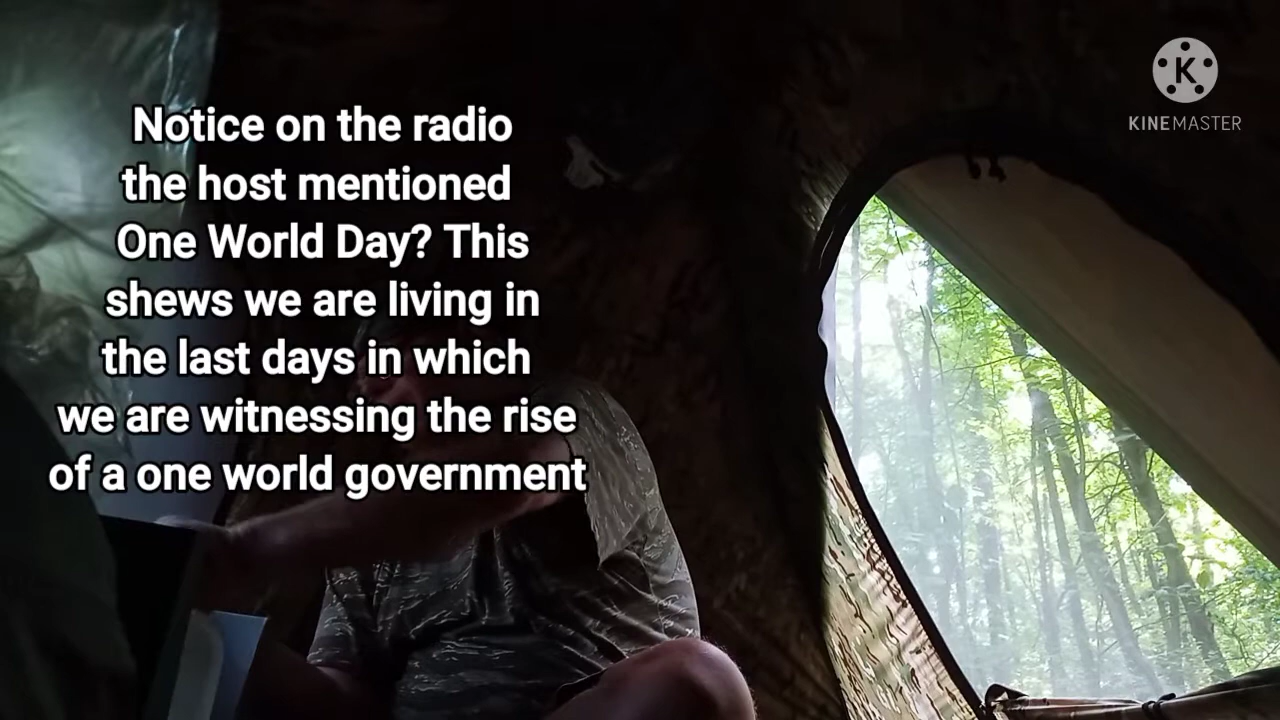 Notice on the radio
the host mentioned
One World Day? This
shews we are living in
the last days in which
we are witnessing the rise
of a one world government
K
KINEMASTER